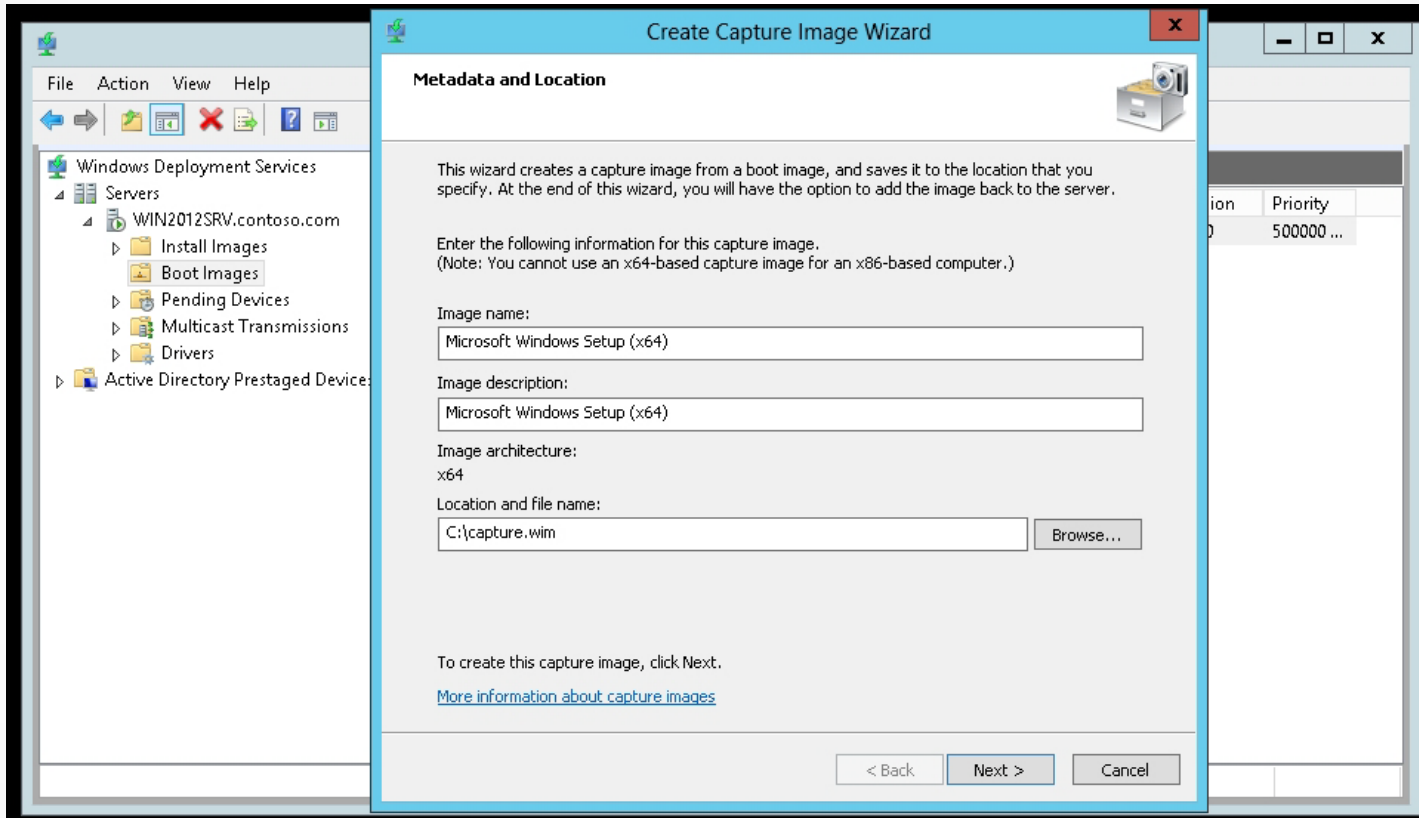 Create Capture Image Wizard
x
x
File Action View Help
Metadata and Location
Windows Deployment Services
Servers
WIN2012SRV.contoso.com
Install Images
Boot Images
Pending Devices
Multicast Transmissions
Drivers
Active Directory Prestaged Device
This wizard creates a capture image from a boot image, and saves it to the location that you
specify. At the end of this wizard, you will have the option to add the image back to the server.
Enter the following information for this capture image.
(Note: You cannot use an x64-based capture image for an x86-based computer.)
Image name:
Microsoft Windows Setup (x64)
Image description:
Microsoft Windows Setup (x64)
Image architecture:
x64
Location and file name:
C:\capture.wim
Browse...
To create this capture image, click Next.
More information about capture images
< Back Next > Cancel
ion Priority
500000 ...